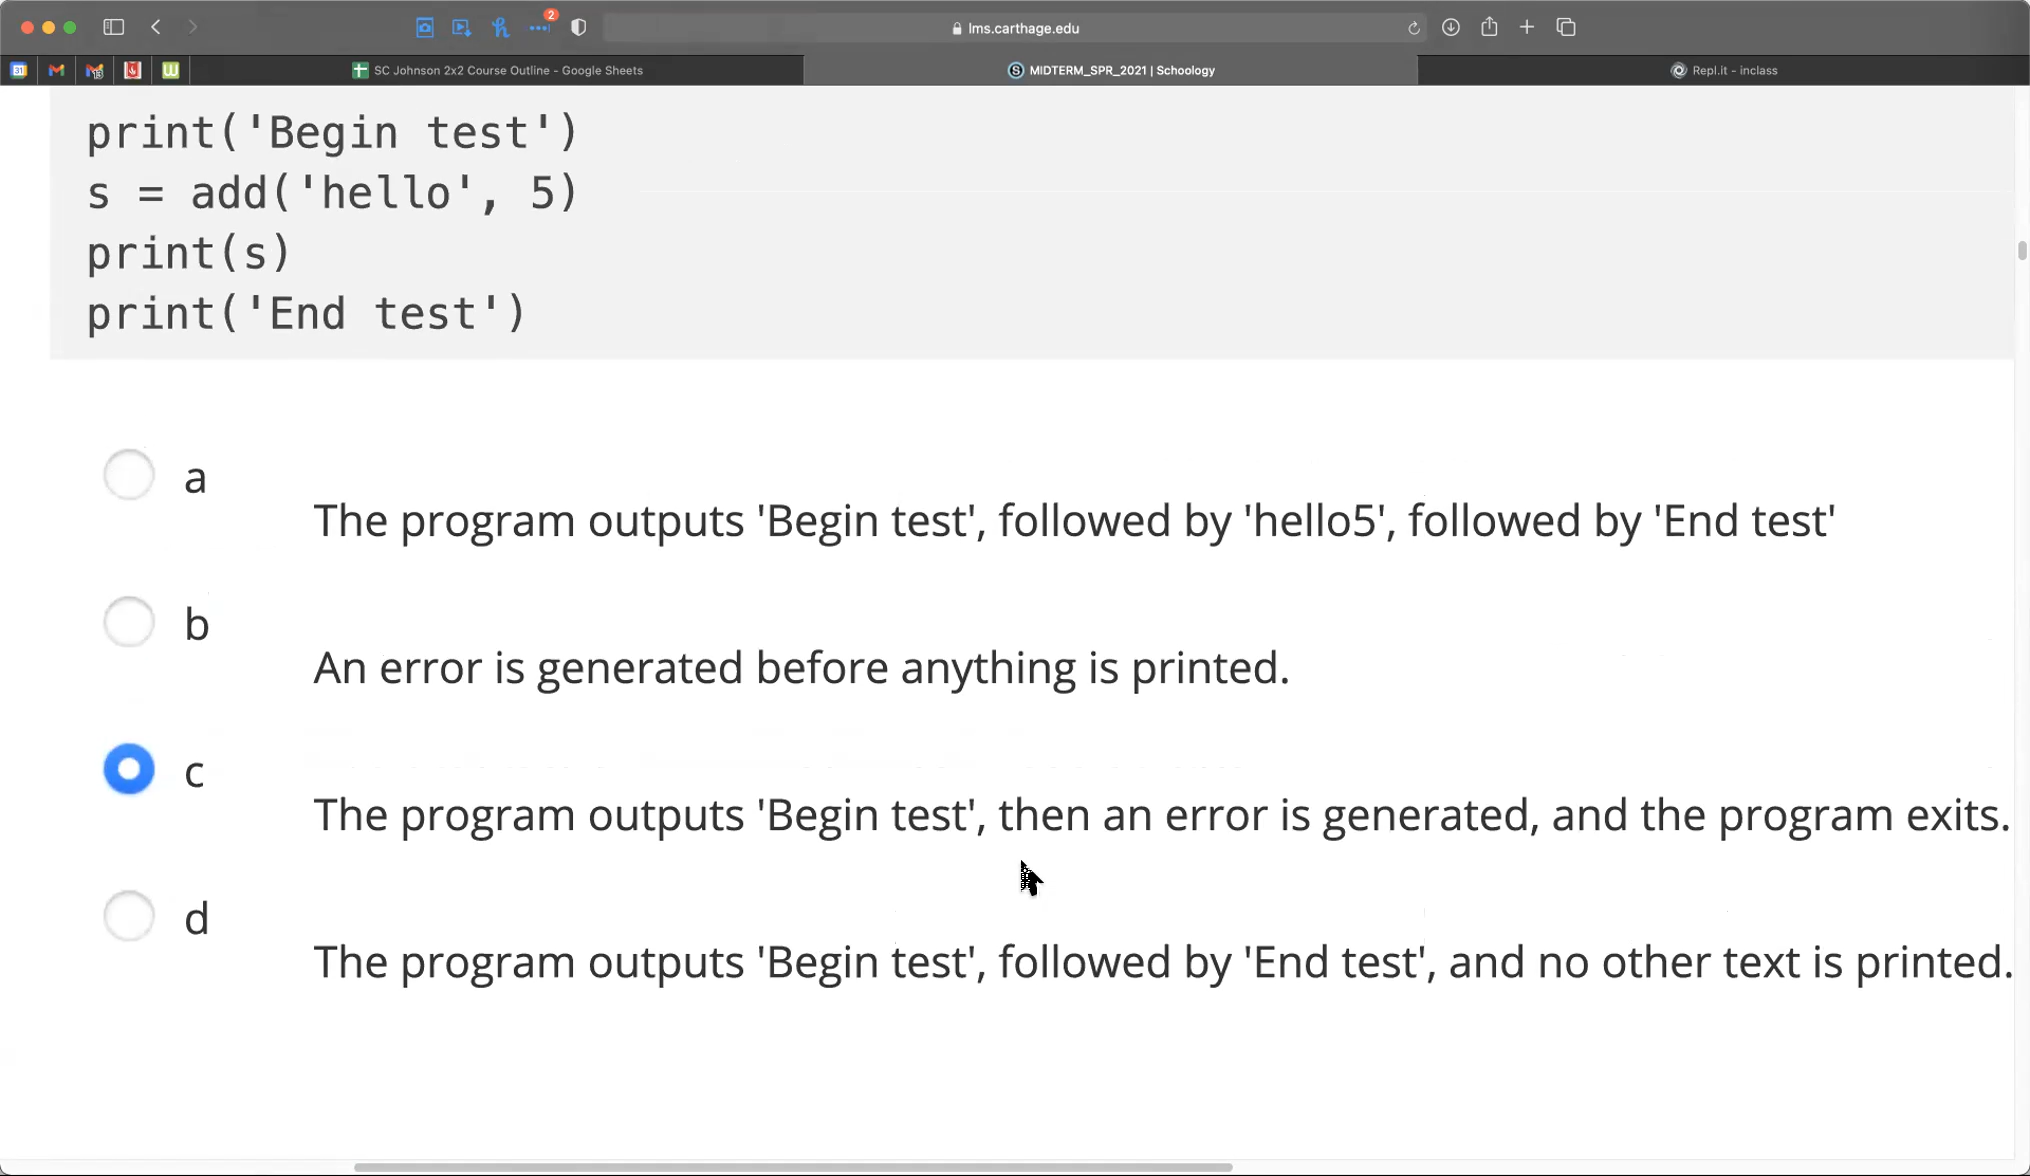 2
lms.carthage.edu
31
SC Johnson 2x2 Course Outline - Google Sheets
MIDTERM_SPR_2021 | Schoology
Repl.it - inclass
print('Begin test')
s = add('hello', 5)
print(s)
print('End test')
a
The program outputs 'Begin test', followed by 'hello5', followed by 'End test'
b
An error is generated before anything is printed.
c
The program outputs 'Begin test', then an error is generated, and the program exits.
d
The program outputs 'Begin test', followed by 'End test', and no other text is printed.